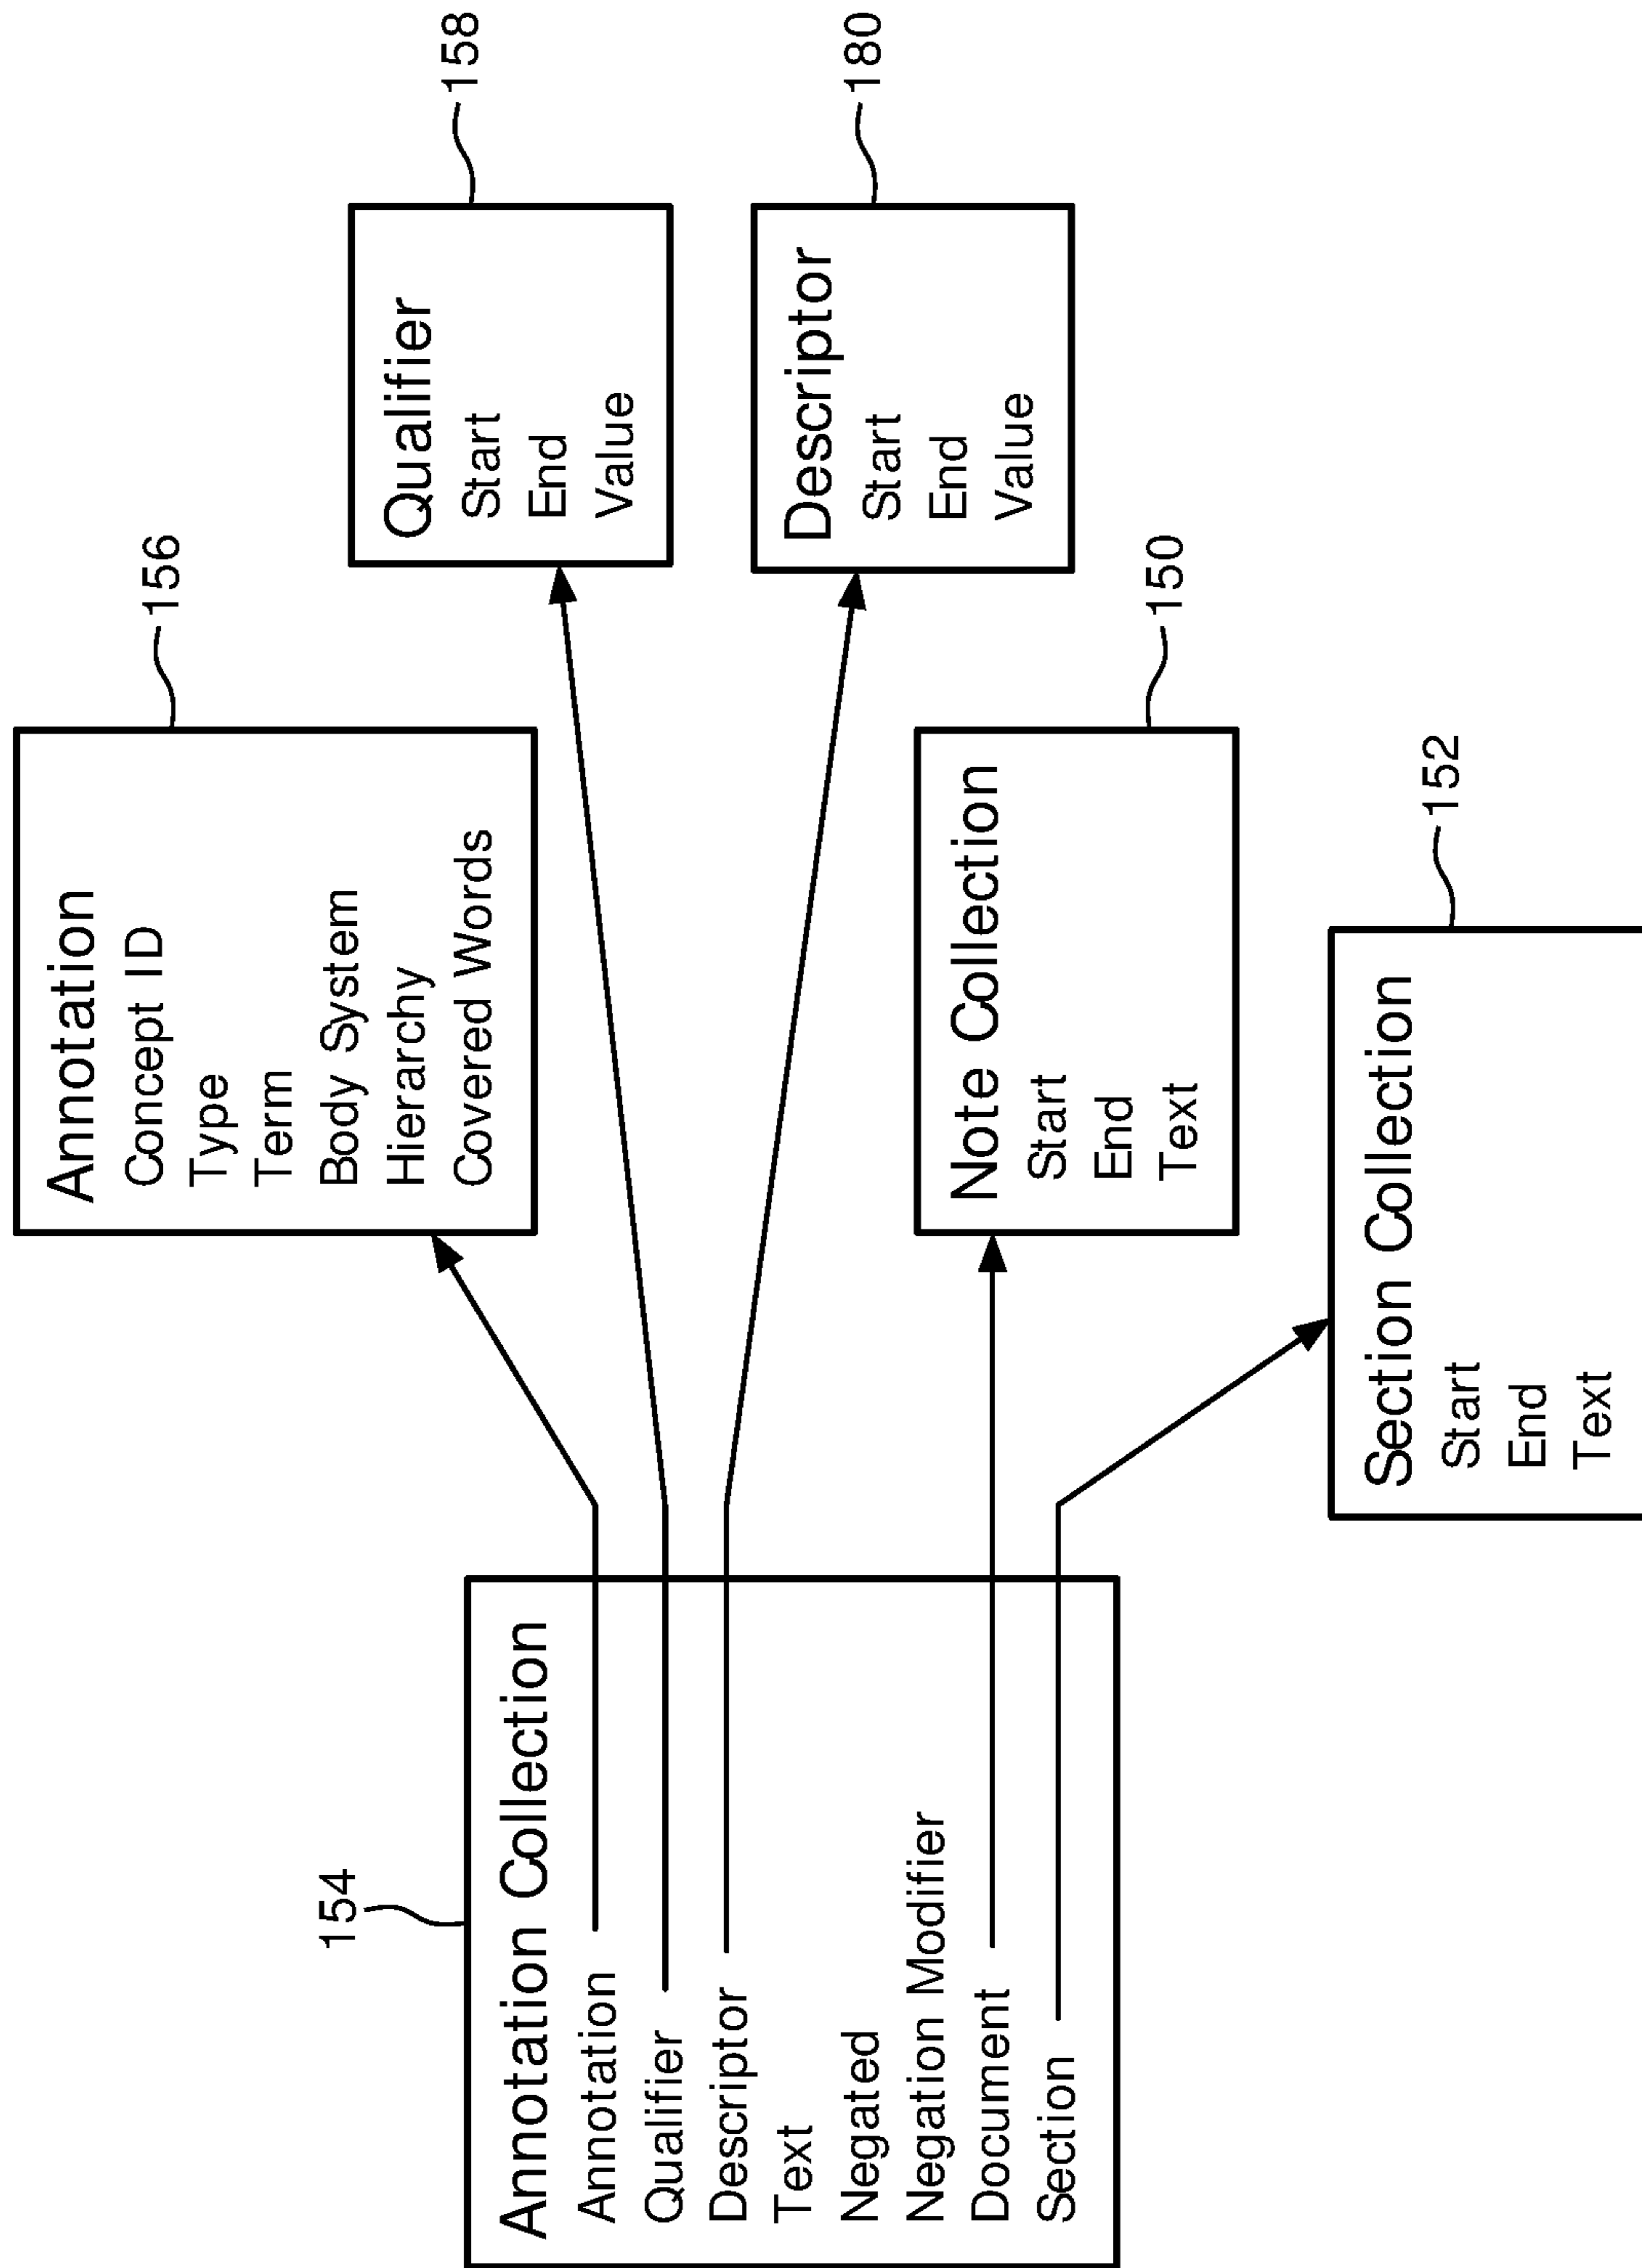 154
Annotation Collection
Annotation
Qualifier
Descriptor
Text
Negated
Negation Modifier
Document
Section
Annotation
Concept ID
Type
Term
Body System
Hierarchy
Covered Words
156
Qualifier
Start
End
Value
158
Descriptor
Start
End
Value
180
Note Collection
Start
End
Text
150
Section Collection
Start
End
Text
152